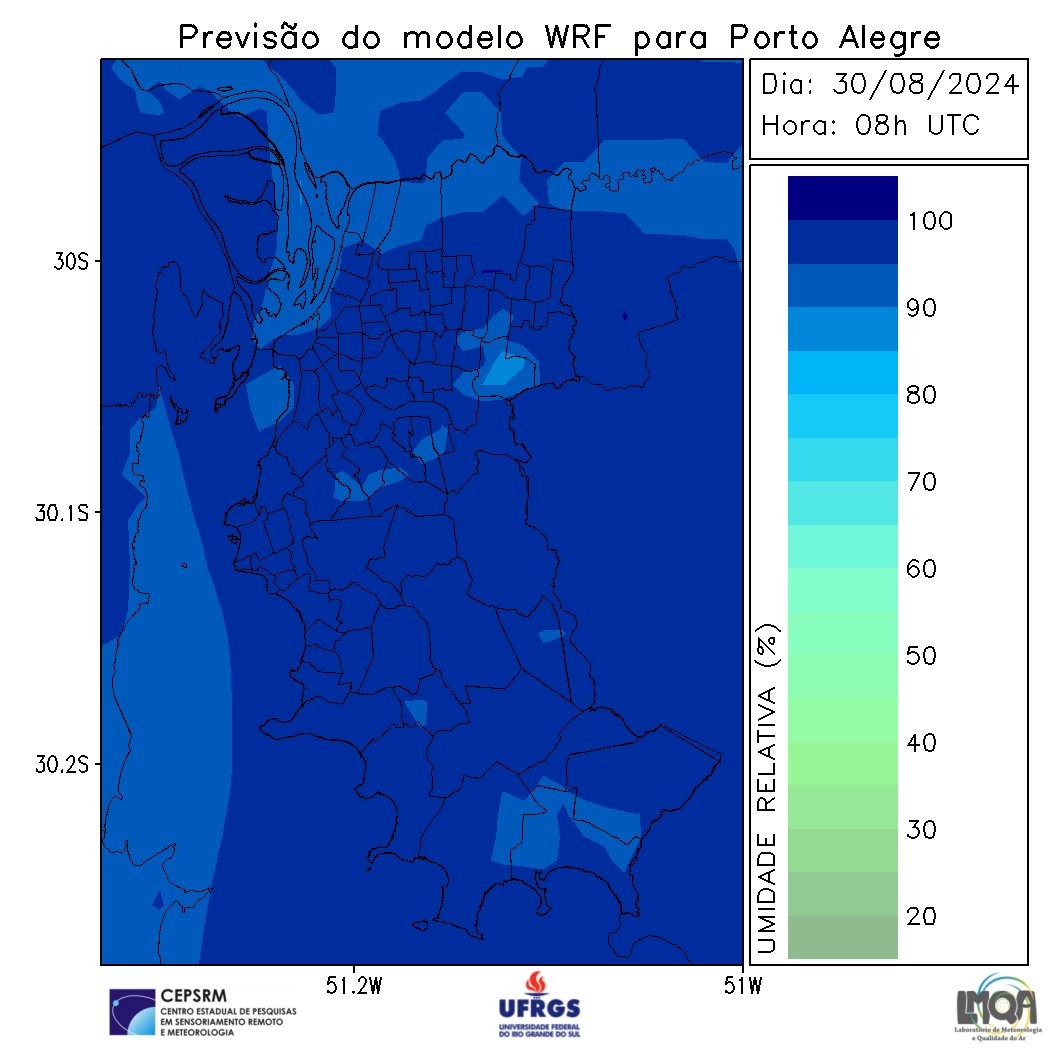 Previsão do modelo WRF para Porto Alegre
Dia: 30/08/2024
Hora: 08h UTC
100
90
80
70
60
50
40
30
20
UMIDADE RELATIVA (%)
30S
30.1S
30.2S
51.2W
51W
CEPSRM
CENTRO ESTADUAL DE PESQUISAS
EM SENSORIAMENTO REMOTO
E METEOROLOGIA
UFRGS
UNIVERSIDADE FEDERAL
DO RIO GRANDE DO SUL
LMQA
Laboratório de Meteorologia
e Qualidade do Ar